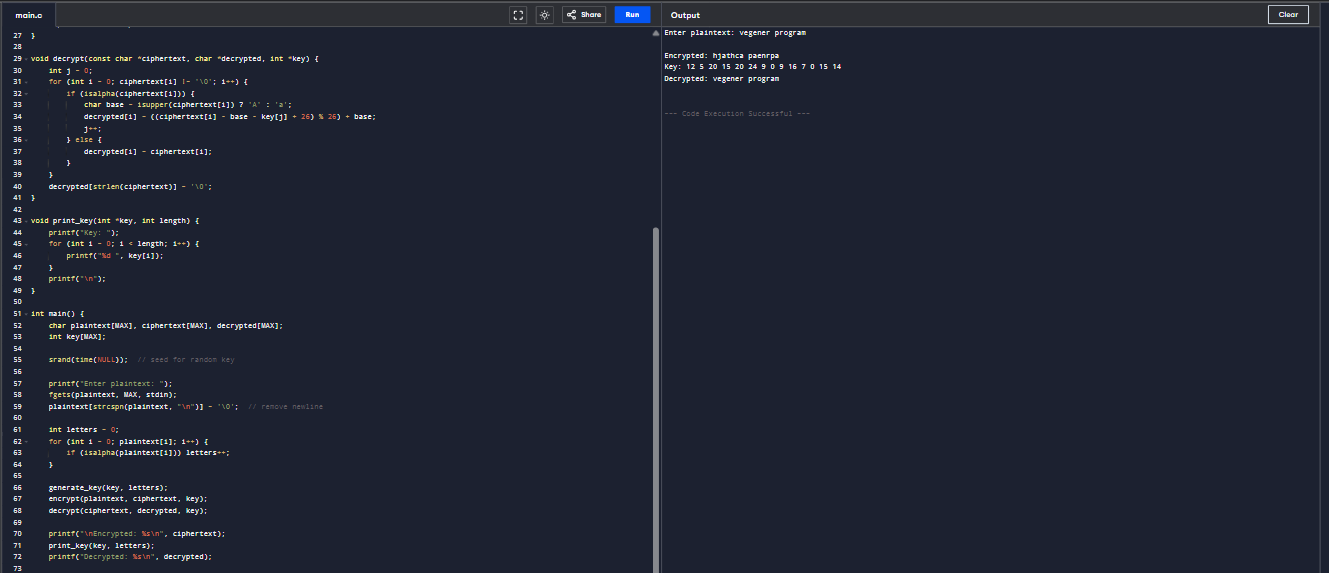 main.c
Share
Run
27 }
28
29 void decrypt(const char *ciphertext, char *decrypted, int *key) {
30 int j = 0;
31 for (int i = 0; ciphertext[i] != '\0'; i++) {
32 if (isalpha(ciphertext[i])) {
33 char base = isupper(ciphertext[i]) ? 'A' : 'a';
34 decrypted[i] = ((ciphertext[i] - base - key[j] + 26) % 26) + base;
35 j++;
36 } else {
37 decrypted[i] = ciphertext[i];
38 }
39 }
40 decrypted[strlen(ciphertext)] = '\0';
41 }
42
43 void print_key(int *key, int length) {
44 printf("Key: ");
45 for (int i = 0; i < length; i++) {
46 printf("%d ", key[i]);
47 }
48 printf("\n");
49 }
50
51 int main() {
52 char plaintext[MAX], ciphertext[MAX], decrypted[MAX];
53 int key[MAX];
54
55 srand(time(NULL)); // seed for random key
56
57 printf("Enter plaintext: ");
58 fgets(plaintext, MAX, stdin);
59 plaintext[strcspn(plaintext, "\n")] = '\0'; // remove newline
60
61 int letters = 0;
62 for (int i = 0; plaintext[i]; i++) {
63 if (isalpha(plaintext[i])) letters++;
64 }
65
66 generate_key(key, letters);
67 encrypt(plaintext, ciphertext, key);
68 decrypt(ciphertext, decrypted, key);
69
70 printf("\nEncrypted: %s\n", ciphertext);
71 print_key(key, letters);
72 printf("Decrypted: %s\n", decrypted);
73
Output
Clear
Enter plaintext: vegener program
Encrypted: hjathca paenrpa
Key: 12 5 20 15 20 24 9 0 9 16 7 0 15 14
Decrypted: vegener program
--- Code Execution Successful ---